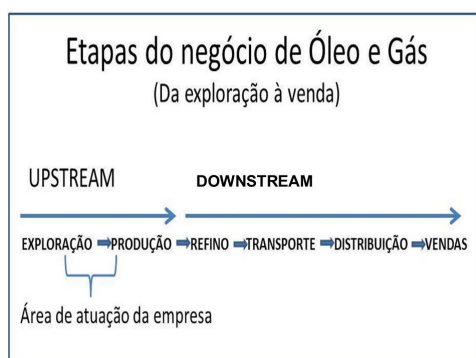 Etapas do negócio de Óleo e Gás
(Da exploração à venda)
UPSTREAM DOWNSTREAM
EXPLORAÇÃO PRODUÇÃO REFINO TRANSPORTE DISTRIBUIÇÃO VENDAS
Área de atuação da empresa